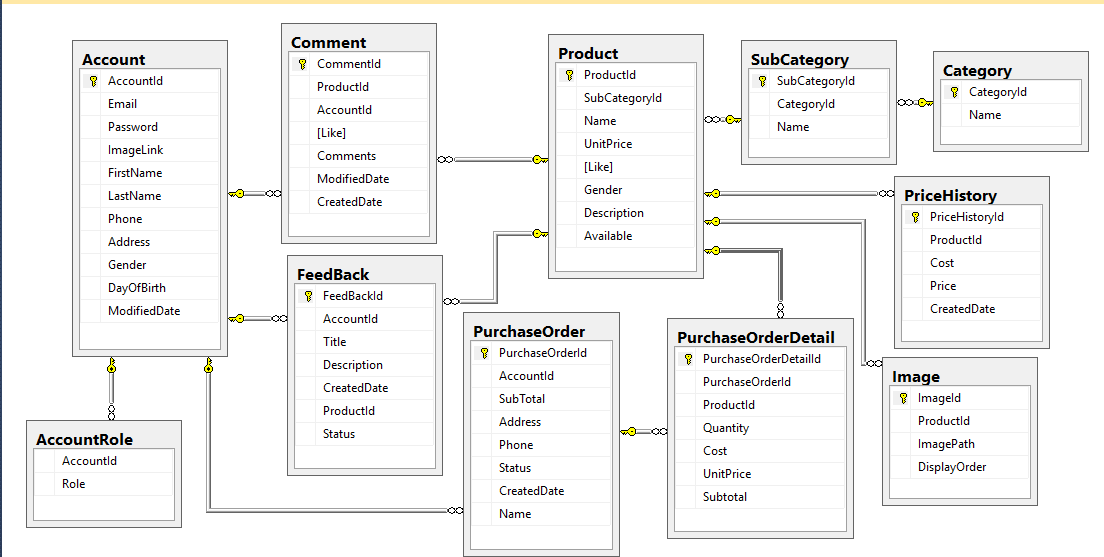 Account
AccountId
Email
Password
ImageLink
FirstName
LastName
Phone
Address
Gender
DayOfBirth
ModifiedDate
Comment
CommentId
ProductId
AccountId
[Like]
Comments
ModifiedDate
CreatedDate
Product
ProductId
SubCategoryId
Name
UnitPrice
[Like]
Gender
Description
Available
SubCategory
SubCategoryId
CategoryId
Name
Category
CategoryId
Name
PriceHistory
PriceHistoryId
ProductId
Cost
Price
CreatedDate
FeedBack
FeedBackId
AccountId
Title
Description
CreatedDate
ProductId
Status
PurchaseOrder
PurchaseOrderId
AccountId
SubTotal
Address
Phone
Status
CreatedDate
Name
PurchaseOrderDetail
PurchaseOrderDetailId
PurchaseOrderId
ProductId
Quantity
Cost
UnitPrice
Subtotal
Image
ImageId
ProductId
ImagePath
DisplayOrder
AccountRole
AccountId
Role